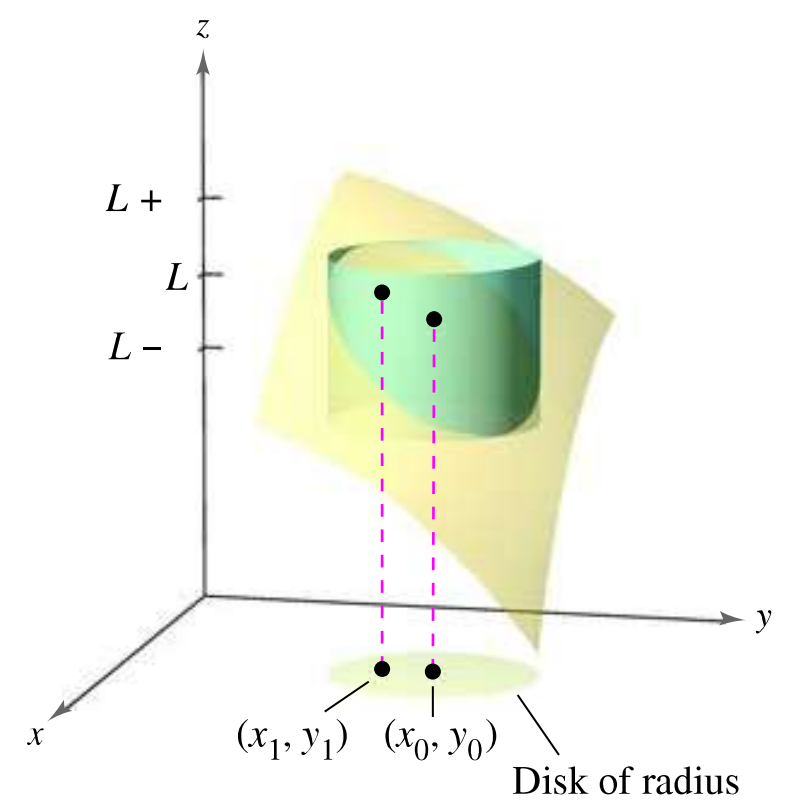 z
L +
L
L −
y
x
(x₁, y₁) (x₀, y₀)
Disk of radius